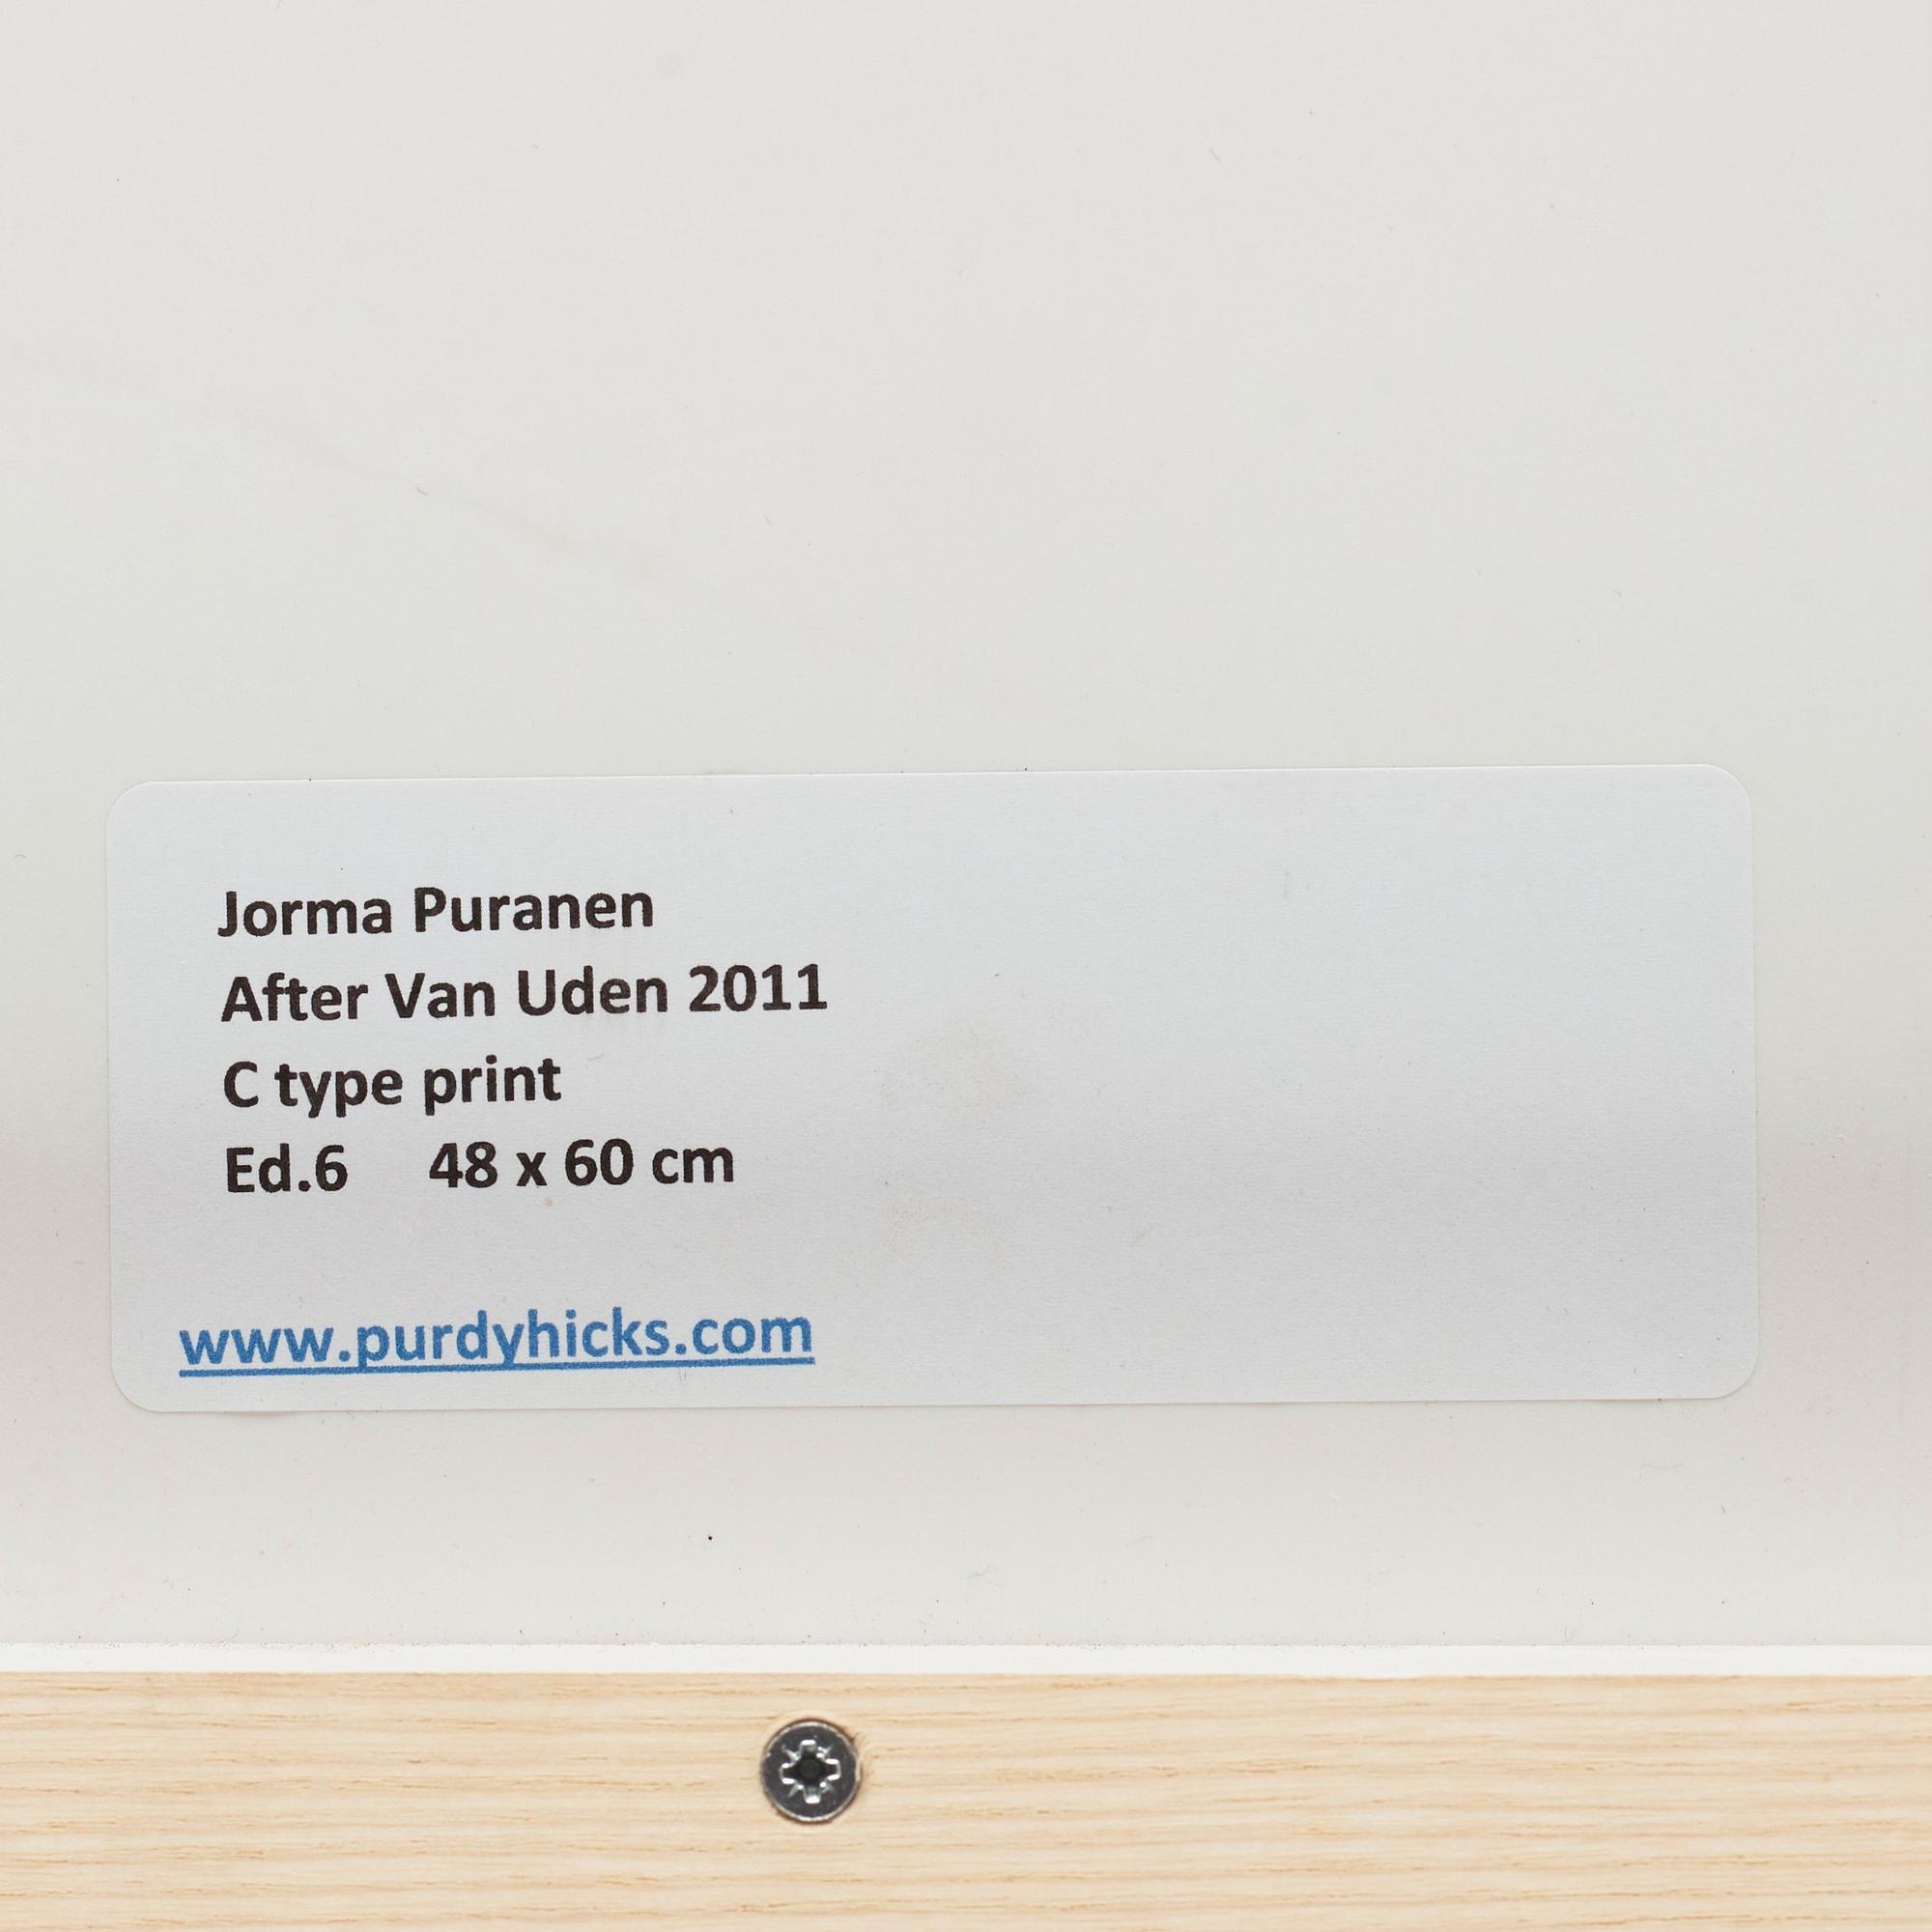 Jorma Puranen
After Van Uden 2011
C type print
Ed.6 48 x 60 cm
www.purdyhicks.com